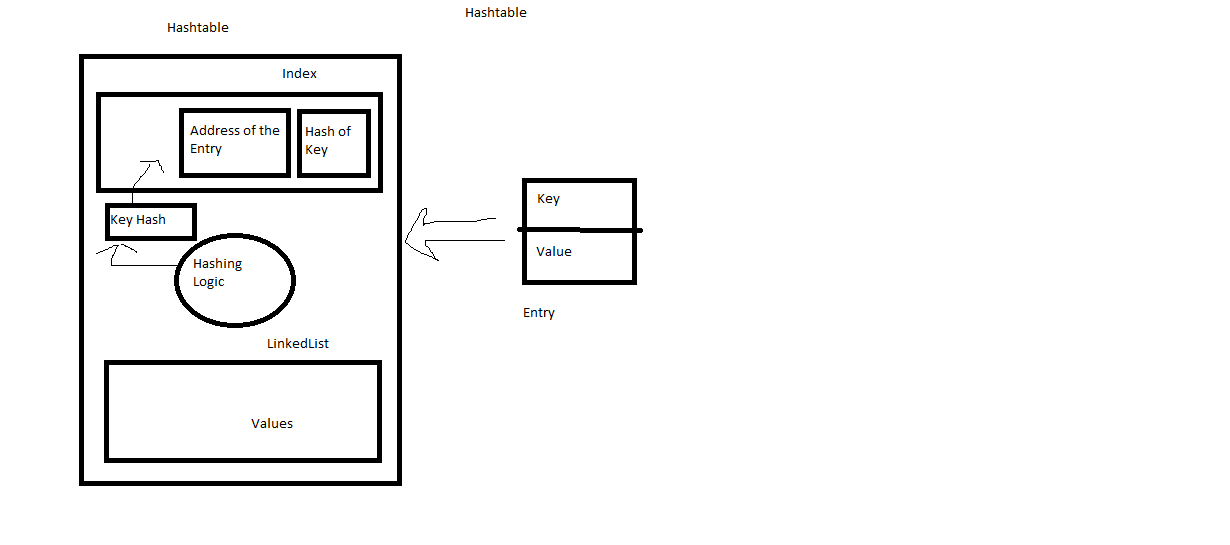 Hashtable
Hashtable
Index
Address of the
Entry
Hash of
Key
Key Hash
Key
Value
Hashing
Logic
Entry
LinkedList
Values